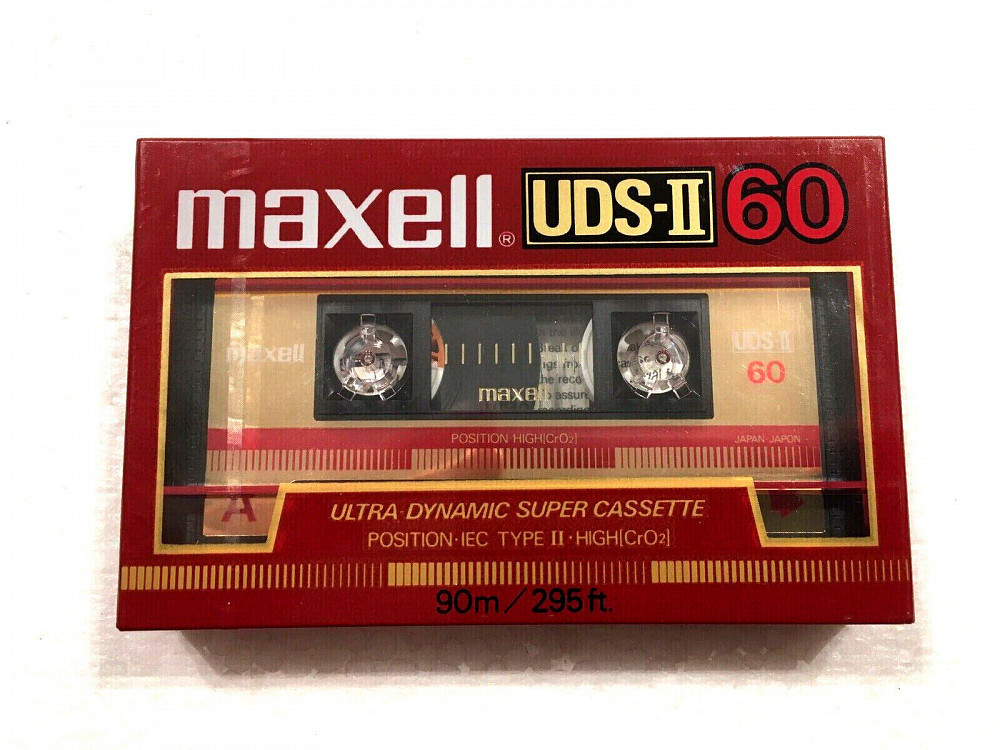 maxell® UDS-II 60
maxell
UDS-II
60
maxell
POSITION HIGH[CrO2]
JAPAN·JAPON
A
ULTRA·DYNAMIC SUPER CASSETTE
POSITION·IEC TYPE II·HIGH[CrO2]
90m/295ft.